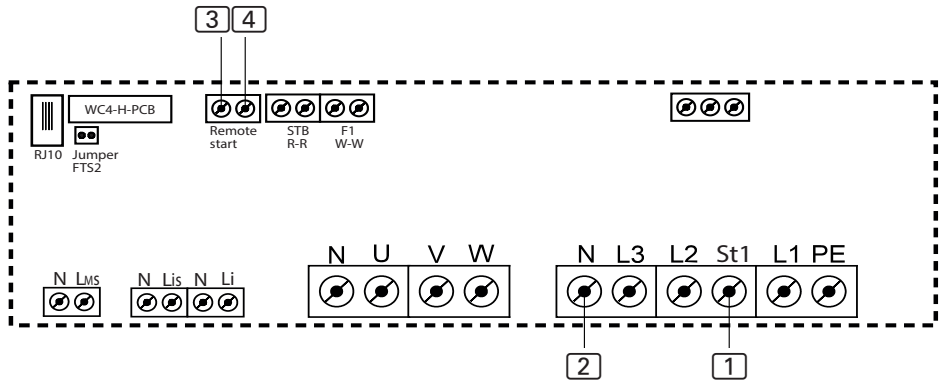 3 4
WC4-H-PCB
RJ10
Jumper
FTS2
Remote
start
STB
R-R
F1
W-W
N LMS
N Lis N Li
N U V W
N L3 L2 St1 L1 PE
2 1